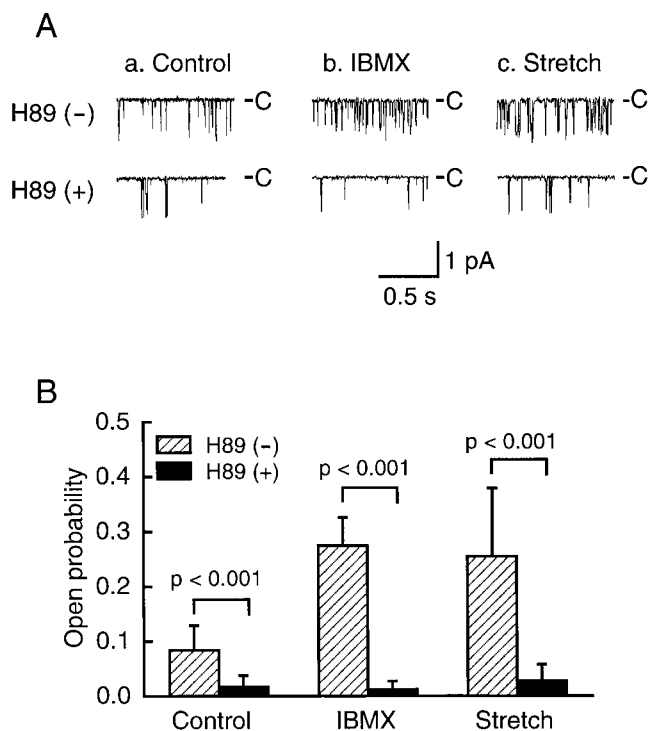 A
a. Control b. IBMX c. Stretch
H89 (−) -C -C -C
H89 (+) -C -C -C
1 pA
0.5 s
B
0.5
0.4
0.3
0.2
0.1
0.0
Open probability
H89 (−)
H89 (+)
p < 0.001
p < 0.001
p < 0.001
Control IBMX Stretch